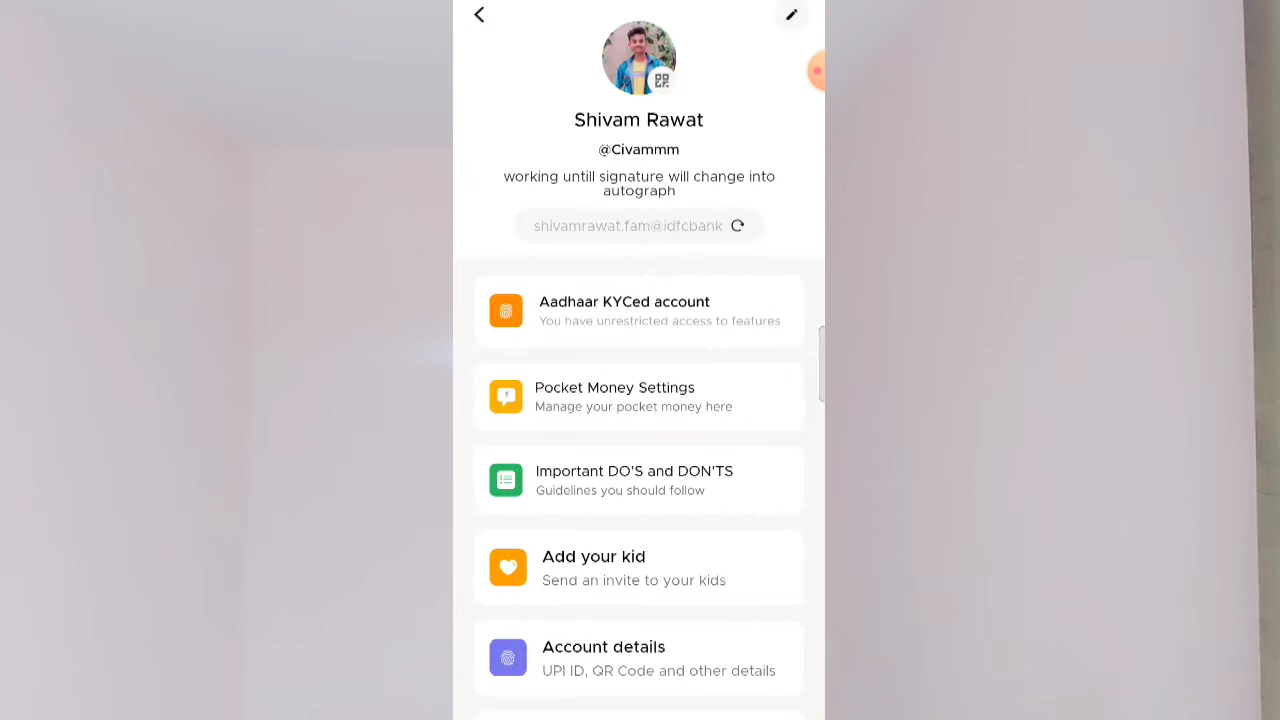 Shivam Rawat
@Civammm
working untill signature will change into
autograph
shivamrawat.fam@idfcbank
Aadhaar KYCed account
You have unrestricted access to features
Pocket Money Settings
Manage your pocket money here
Important DO'S and DON'TS
Guidelines you should follow
Add your kid
Send an invite to your kids
Account details
UPI ID, QR Code and other details